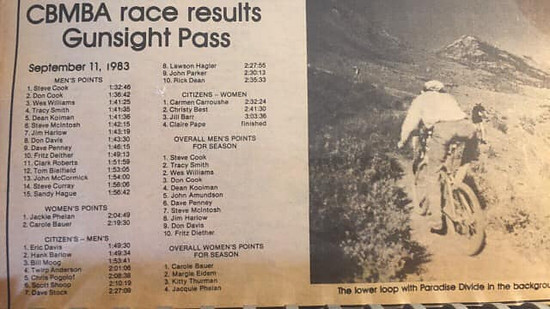 CBMBA race results
Gunsight Pass
September 11, 1983
MEN'S POINTS
1. Steve Cook 1:32:46
2. Don Cook 1:36:42
3. Wes Williams 1:41:25
4. Tracy Smith 1:41:35
5. Dean Koiman 1:41:36
6. Steve McIntosh 1:42:15
7. Jim Harlow 1:43:19
8. Don Davis 1:43:30
9. Dave Penney 1:46:15
10. Fritz Deither 1:49:13
11. Clark Roberts 1:51:59
12. Tom Bielfield 1:53:05
13. John McCormick 1:54:00
14. Steve Curray 1:56:06
15. Sandy Hague 1:56:42
WOMEN'S POINTS
1. Jackie Phelan 2:04:49
2. Carole Bauer 2:19:30
CITIZEN'S – MEN'S
1. Eric Davis 1:49:30
2. Hank Barlow 1:49:34
3. Bill Moog 1:53:41
4. Twirp Anderson 2:01:06
5. Chris Pogolof 2:08:38
6. Scott Shoop 2:10:19
7. Dave Stock 2:27:09
8. Lawson Hagler 2:27:55
9. John Parker 2:30:13
10. Rick Dean 2:35:33
CITIZENS – WOMEN
1. Carmen Carroushe 2:32:24
2. Christy Best 2:41:30
3. Jill Barr 3:03:36
4. Claire Pape finished
OVERALL MEN'S POINTS
FOR SEASON
1. Steve Cook
2. Tracy Smith
2. Wes Williams
3. Don Cook
4. Dean Kooiman
5. John Amundson
6. Dave Penney
7. Steve McIntosh
8. Jim Harlow
9. Don Davis
10. Fritz Diether
OVERALL WOMEN'S POINTS
FOR SEASON
1. Carole Bauer
2. Margie Eidem
3. Kitty Thurman
4. Jacquie Phelan
The lower loop with Paradise Divide in the backgrou